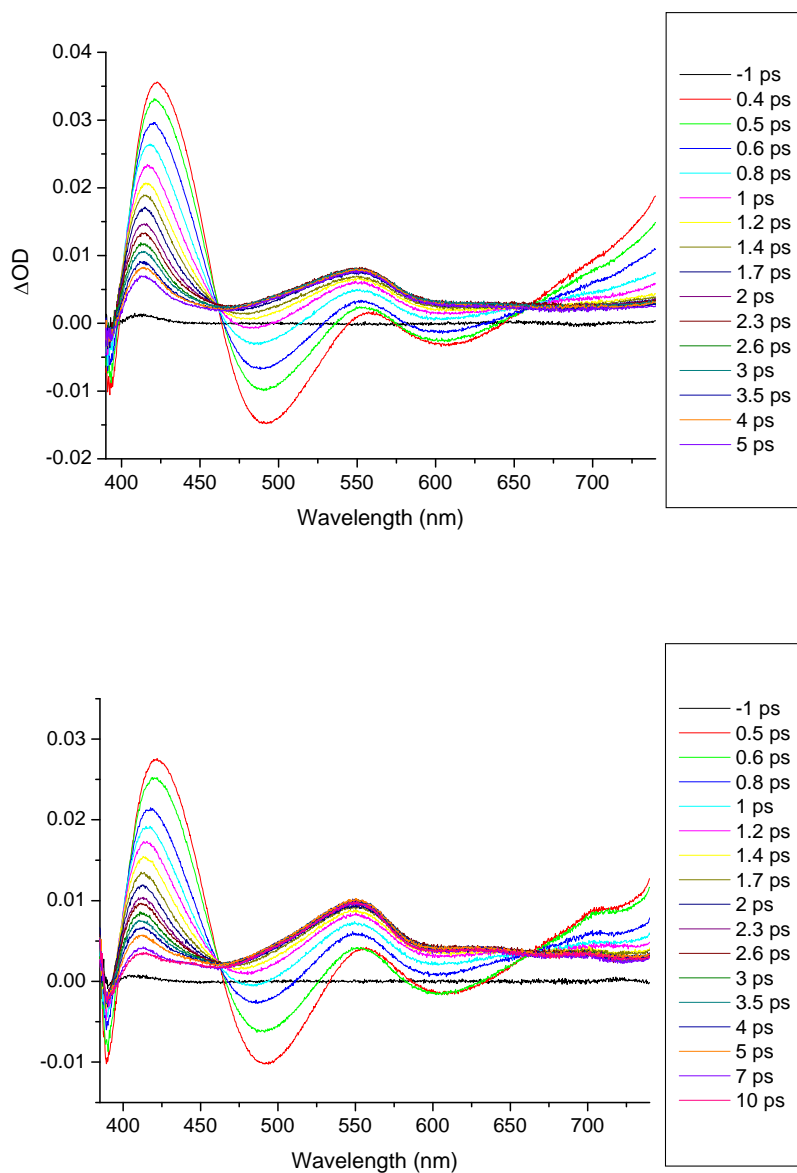 0.04
0.03
0.02
0.01
0.00
-0.01
-0.02
ΔOD
400 450 500 550 600 650 700
Wavelength (nm)
-1 ps
0.4 ps
0.5 ps
0.6 ps
0.8 ps
1 ps
1.2 ps
1.4 ps
1.7 ps
2 ps
2.3 ps
2.6 ps
3 ps
3.5 ps
4 ps
5 ps
0.03
0.02
0.01
0.00
-0.01
400 450 500 550 600 650 700
Wavelength (nm)
-1 ps
0.5 ps
0.6 ps
0.8 ps
1 ps
1.2 ps
1.4 ps
1.7 ps
2 ps
2.3 ps
2.6 ps
3 ps
3.5 ps
4 ps
5 ps
7 ps
10 ps